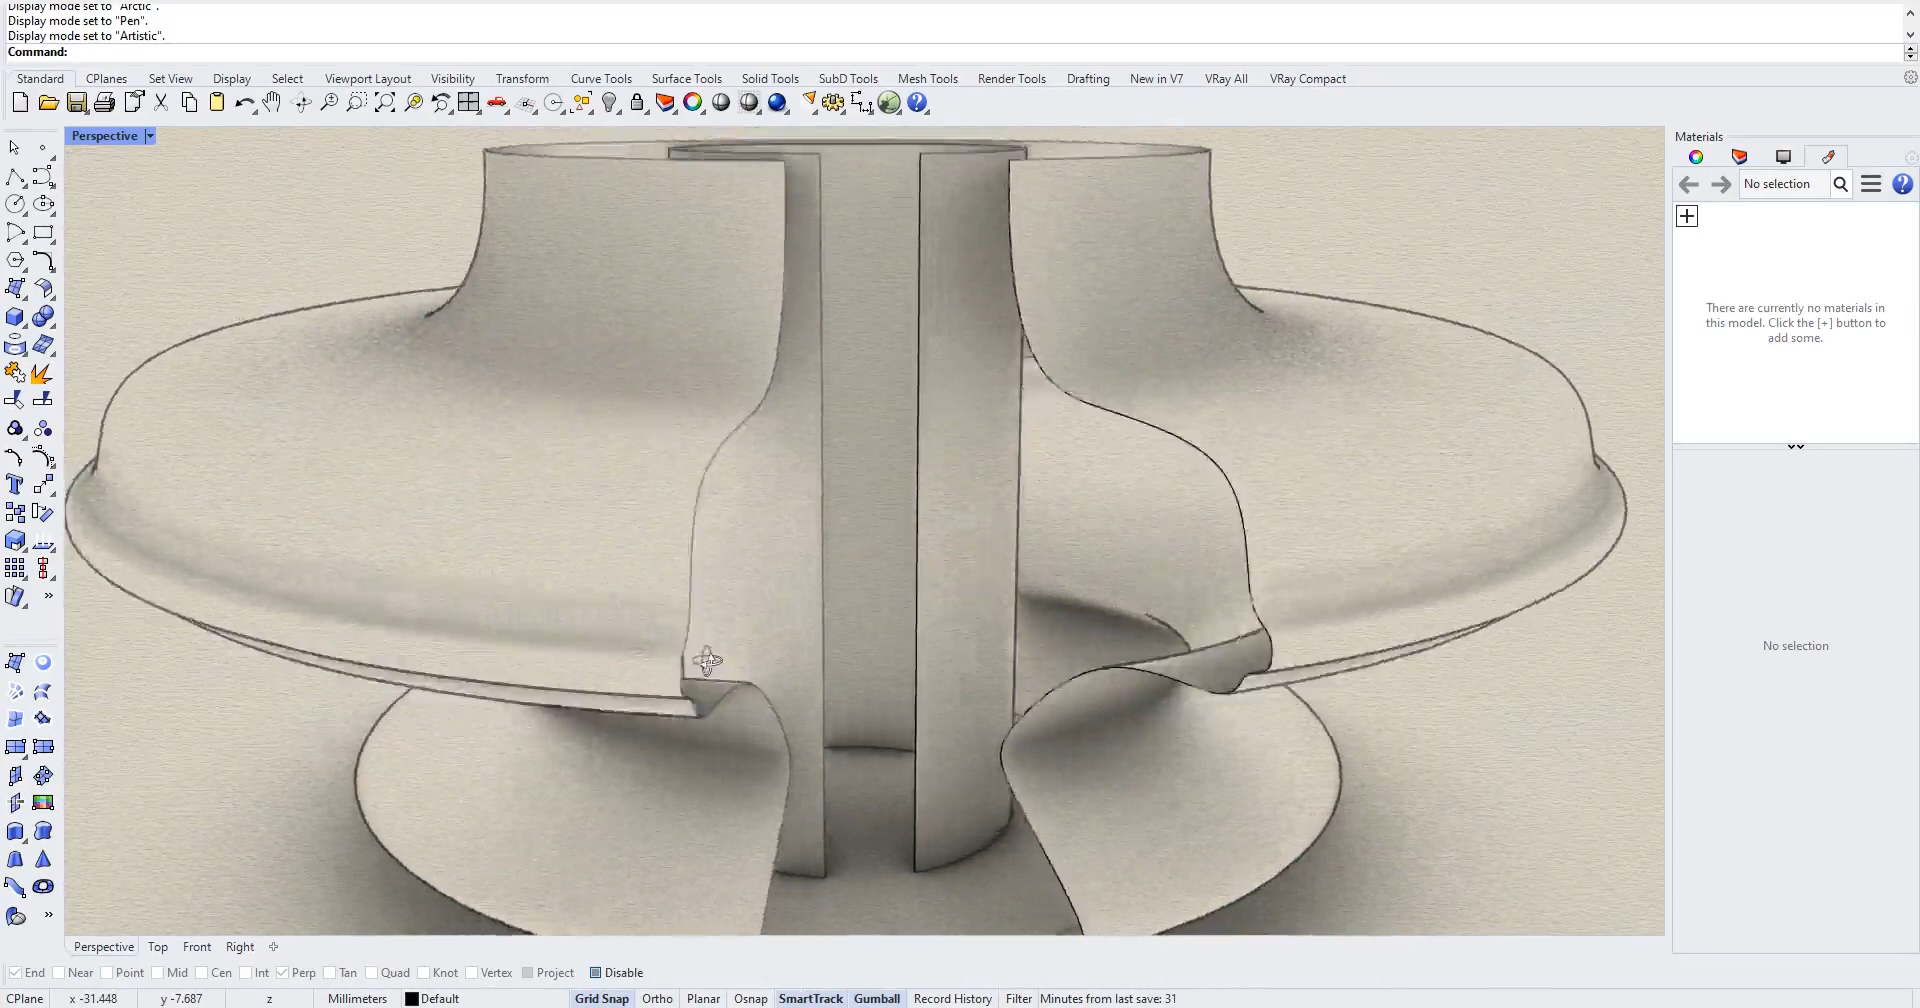 Display mode set to "Arctic".
Display mode set to "Pen".
Display mode set to "Artistic".
Command:
Standard CPlanes Set View Display Select Viewport Layout Visibility Transform Curve Tools Surface Tools Solid Tools SubD Tools Mesh Tools Render Tools Drafting New in V7 VRay All VRay Compact
Perspective
Materials
No selection
There are currently no materials in
this model. Click the [+] button to
add some.
No selection
Perspective Top Front Right
End Near Point Mid Cen Int Perp Tan Quad Knot Vertex Project Disable
CPlane x -31.448 y -7.687 z Millimeters Default Grid Snap Ortho Planar Osnap SmartTrack Gumball Record History Filter Minutes from last save: 31